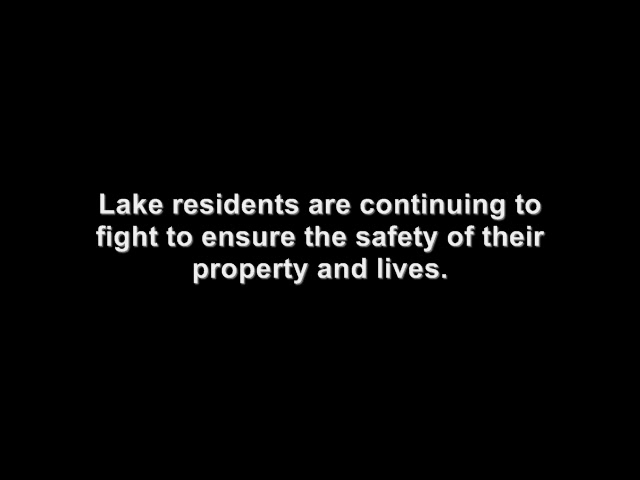 Lake residents are continuing to
fight to ensure the safety of their
property and lives.